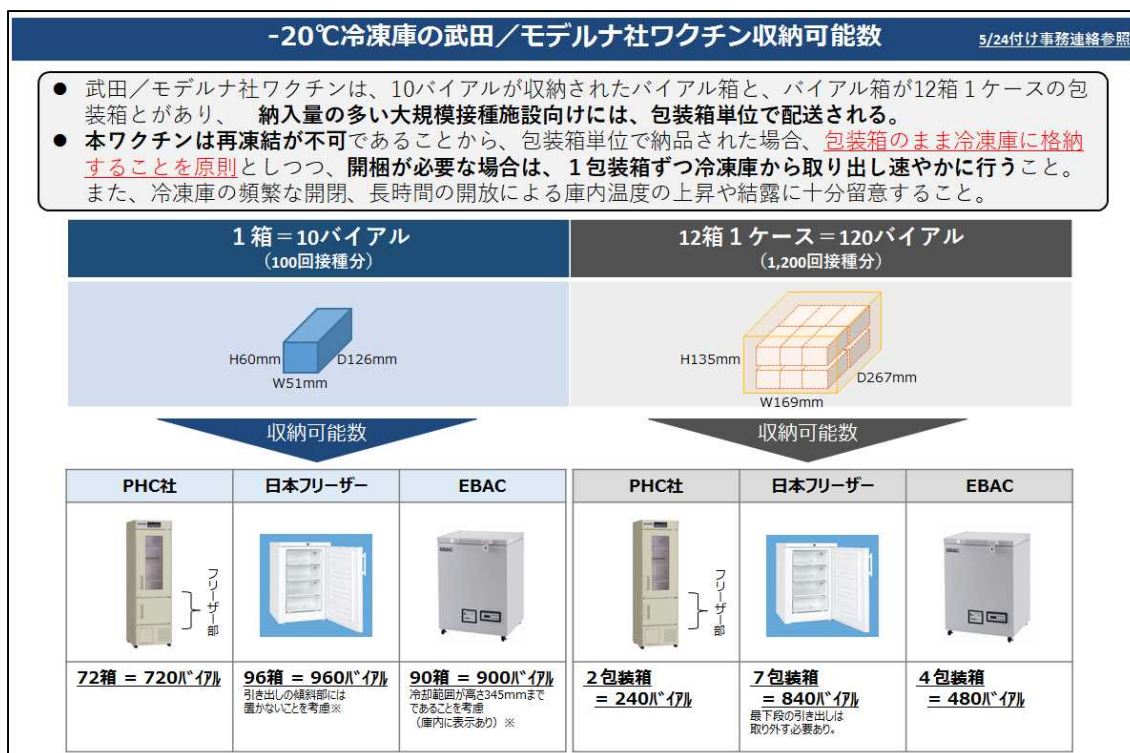 -20℃冷凍庫の武田／モデルナ社ワクチン収納可能数
5/24付け事務連絡参照
● 武田／モデルナ社ワクチンは、10バイアルが収納されたバイアル箱と、バイアル箱が12箱１ケースの包
装箱とがあり、 納入量の多い大規模接種施設向けには、包装箱単位で配送される。
● 本ワクチンは再凍結が不可であることから、包装箱単位で納品された場合、包装箱のまま冷凍庫に格納
することを原則としつつ、開梱が必要な場合は、１包装箱ずつ冷凍庫から取り出し速やかに行うこと。
また、冷凍庫の頻繁な開閉、長時間の開放による庫内温度の上昇や結露に十分留意すること。
１箱＝10バイアル
（100回接種分）
12箱１ケース＝120バイアル
（1,200回接種分）
H60mm
D126mm
W51mm
H135mm
D267mm
W169mm
収納可能数
収納可能数
PHC社
日本フリーザー
EBAC
PHC社
日本フリーザー
EBAC
フリーザー部
EBAC
フリーザー部
EBAC
72箱 = 720ﾊﾞｲｱﾙ
96箱 = 960ﾊﾞｲｱﾙ
引き出しの傾斜部には
置かないことを考慮※
90箱 = 900ﾊﾞｲｱﾙ
冷却範囲が高さ345mmまで
であることを考慮
（庫内に表示あり）※
２包装箱
= 240ﾊﾞｲｱﾙ
７包装箱
= 840ﾊﾞｲｱﾙ
最下段の引き出しは
取り外す必要あり。
４包装箱
= 480ﾊﾞｲｱﾙ